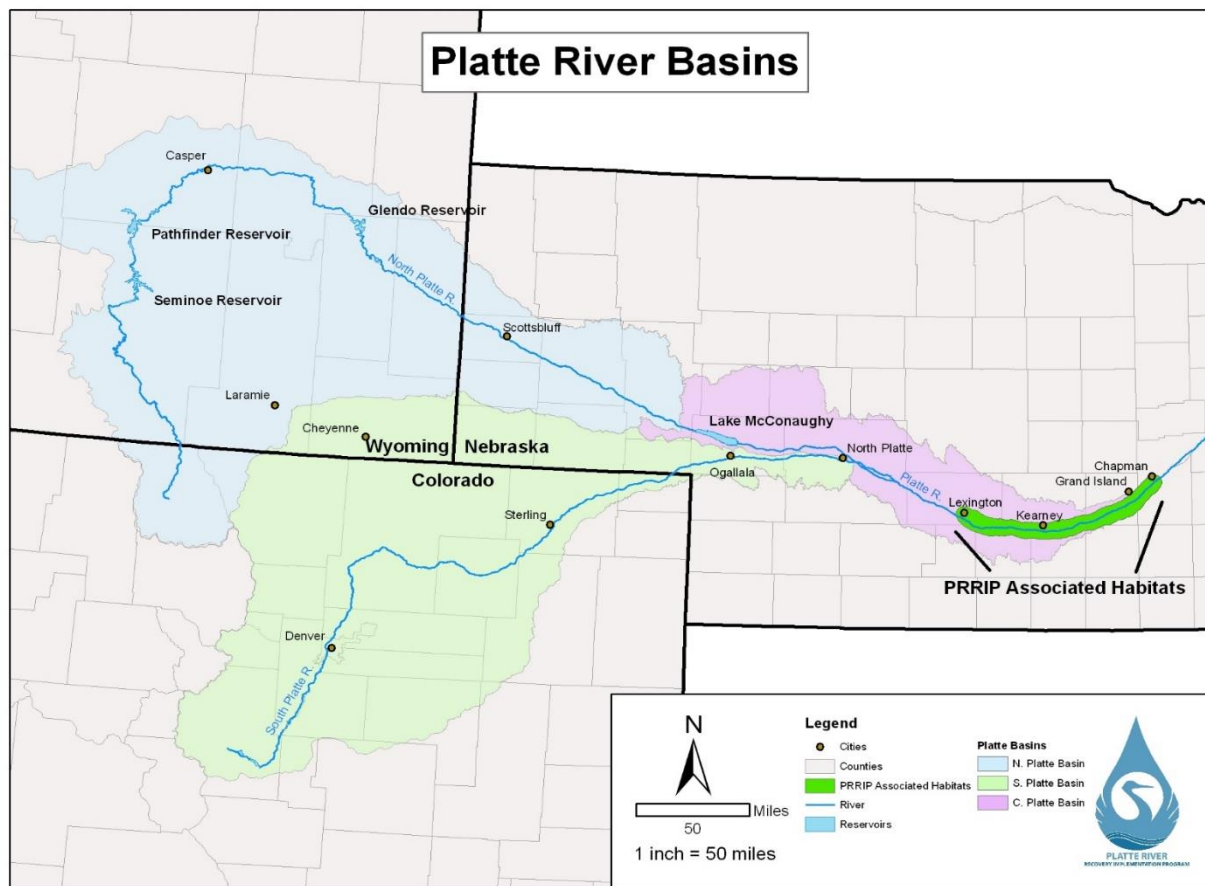 Platte River Basins
Casper
Glendo Reservoir
Pathfinder Reservoir
North Platte R.
Seminoe Reservoir
Scottsbluff
Laramie
Cheyenne
Wyoming
Nebraska
Colorado
Lake McConaughy
North Platte
Ogallala
Platte R.
Chapman
Grand Island
Lexington
Kearney
Sterling
PRRIP Associated Habitats
Denver
South Platte R.
N
Miles
50
1 inch = 50 miles
Legend
Cities
Counties
PRRIP Associated Habitats
River
Reservoirs
Platte Basins
N. Platte Basin
S. Platte Basin
C. Platte Basin
PLATTE RIVER
RECOVERY IMPLEMENTATION PROGRAM